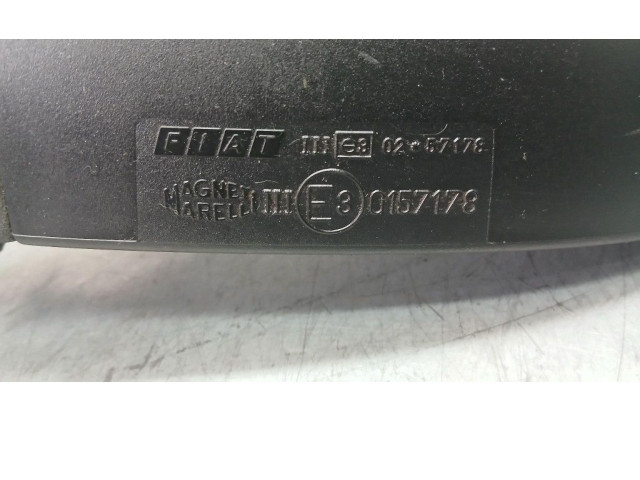 FIAT III e3 02*57178
MAGNETI MARELLI III E3 0157178